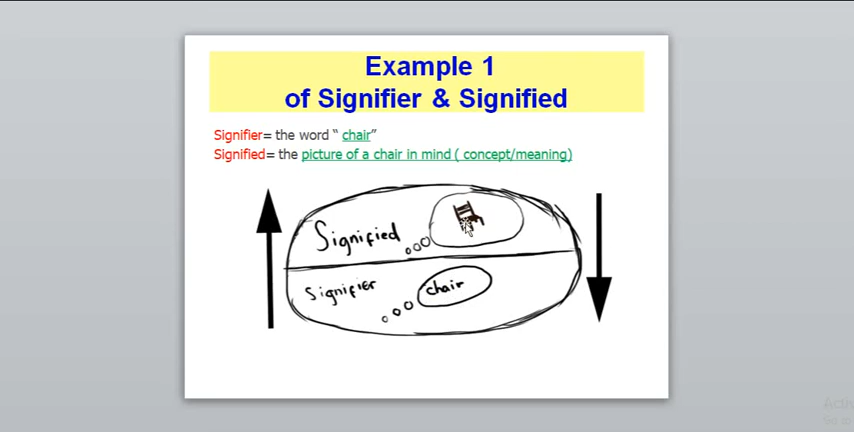 Example 1
of Signifier & Signified
Signifier= the word “ chair”
Signified= the picture of a chair in mind ( concept/meaning)
Signified
Signifier
chair